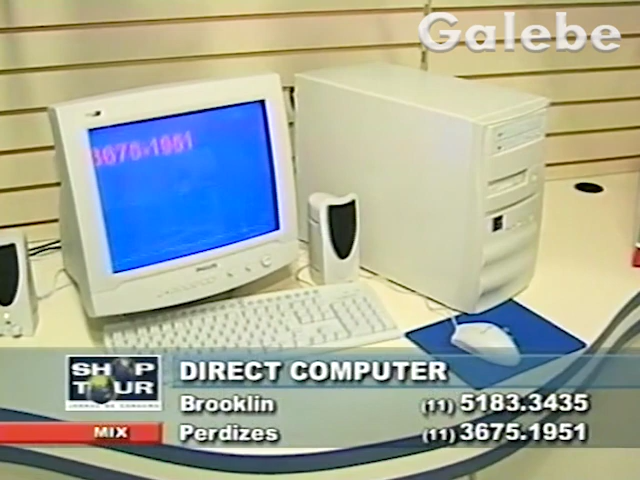 Galebe
3675-1951
PHILIPS
SHOP
TOUR
DIRECT COMPUTER
Brooklin (11) 5183.3435
MIX
Perdizes (11) 3675.1951